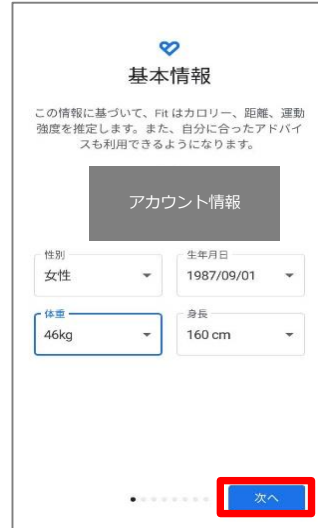 基本情報
この情報に基づいて、Fit はカロリー、距離、運動
強度を推定します。また、自分に合ったアドバイ
スも利用できるようになります。
アカウント情報
性別
女性
生年月日
1987/09/01
体重
46kg
身長
160 cm
次へ